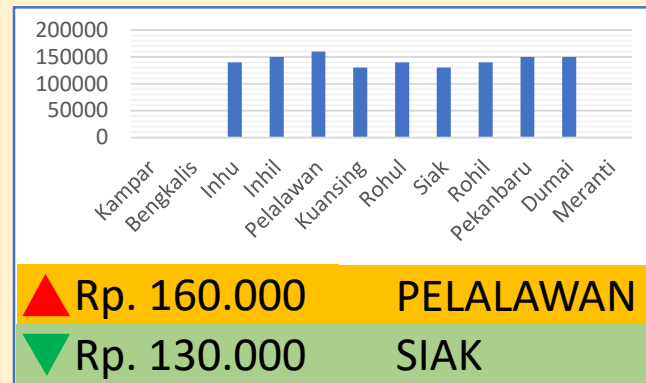 200000
150000
100000
50000
0
Kampar
Bengkalis
Inhu
Inhil
Pelalawan
Kuansing
Rohul
Siak
Rohil
Pekanbaru
Dumai
Meranti
Rp. 160.000 PELALAWAN
Rp. 130.000 SIAK